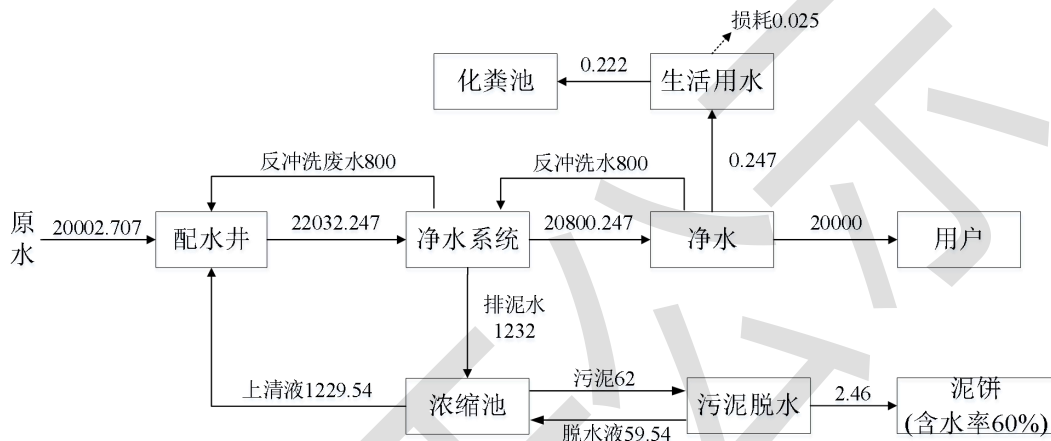 损耗0.025
化粪池
0.222
生活用水
反冲洗废水800
反冲洗水800
0.247
原水
20002.707
配水井
22032.247
净水系统
20800.247
净水
20000
用户
排泥水
1232
上清液1229.54
浓缩池
污泥62
脱水液59.54
污泥脱水
2.46
泥饼
(含水率60%)